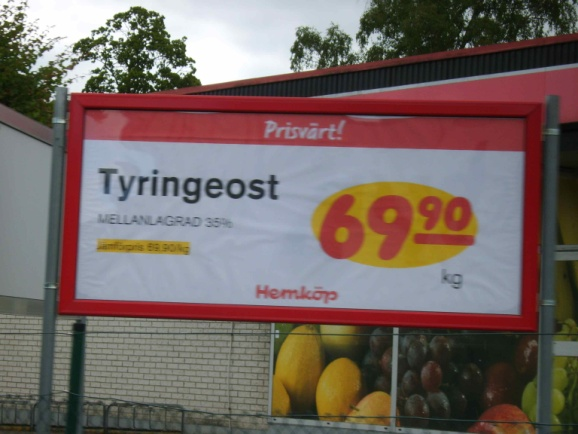 Prisvärt!
Tyringeost
MELLANLAGRAD 35%
Jämförpris 69,90/kg
69 90
kg
Hemköp